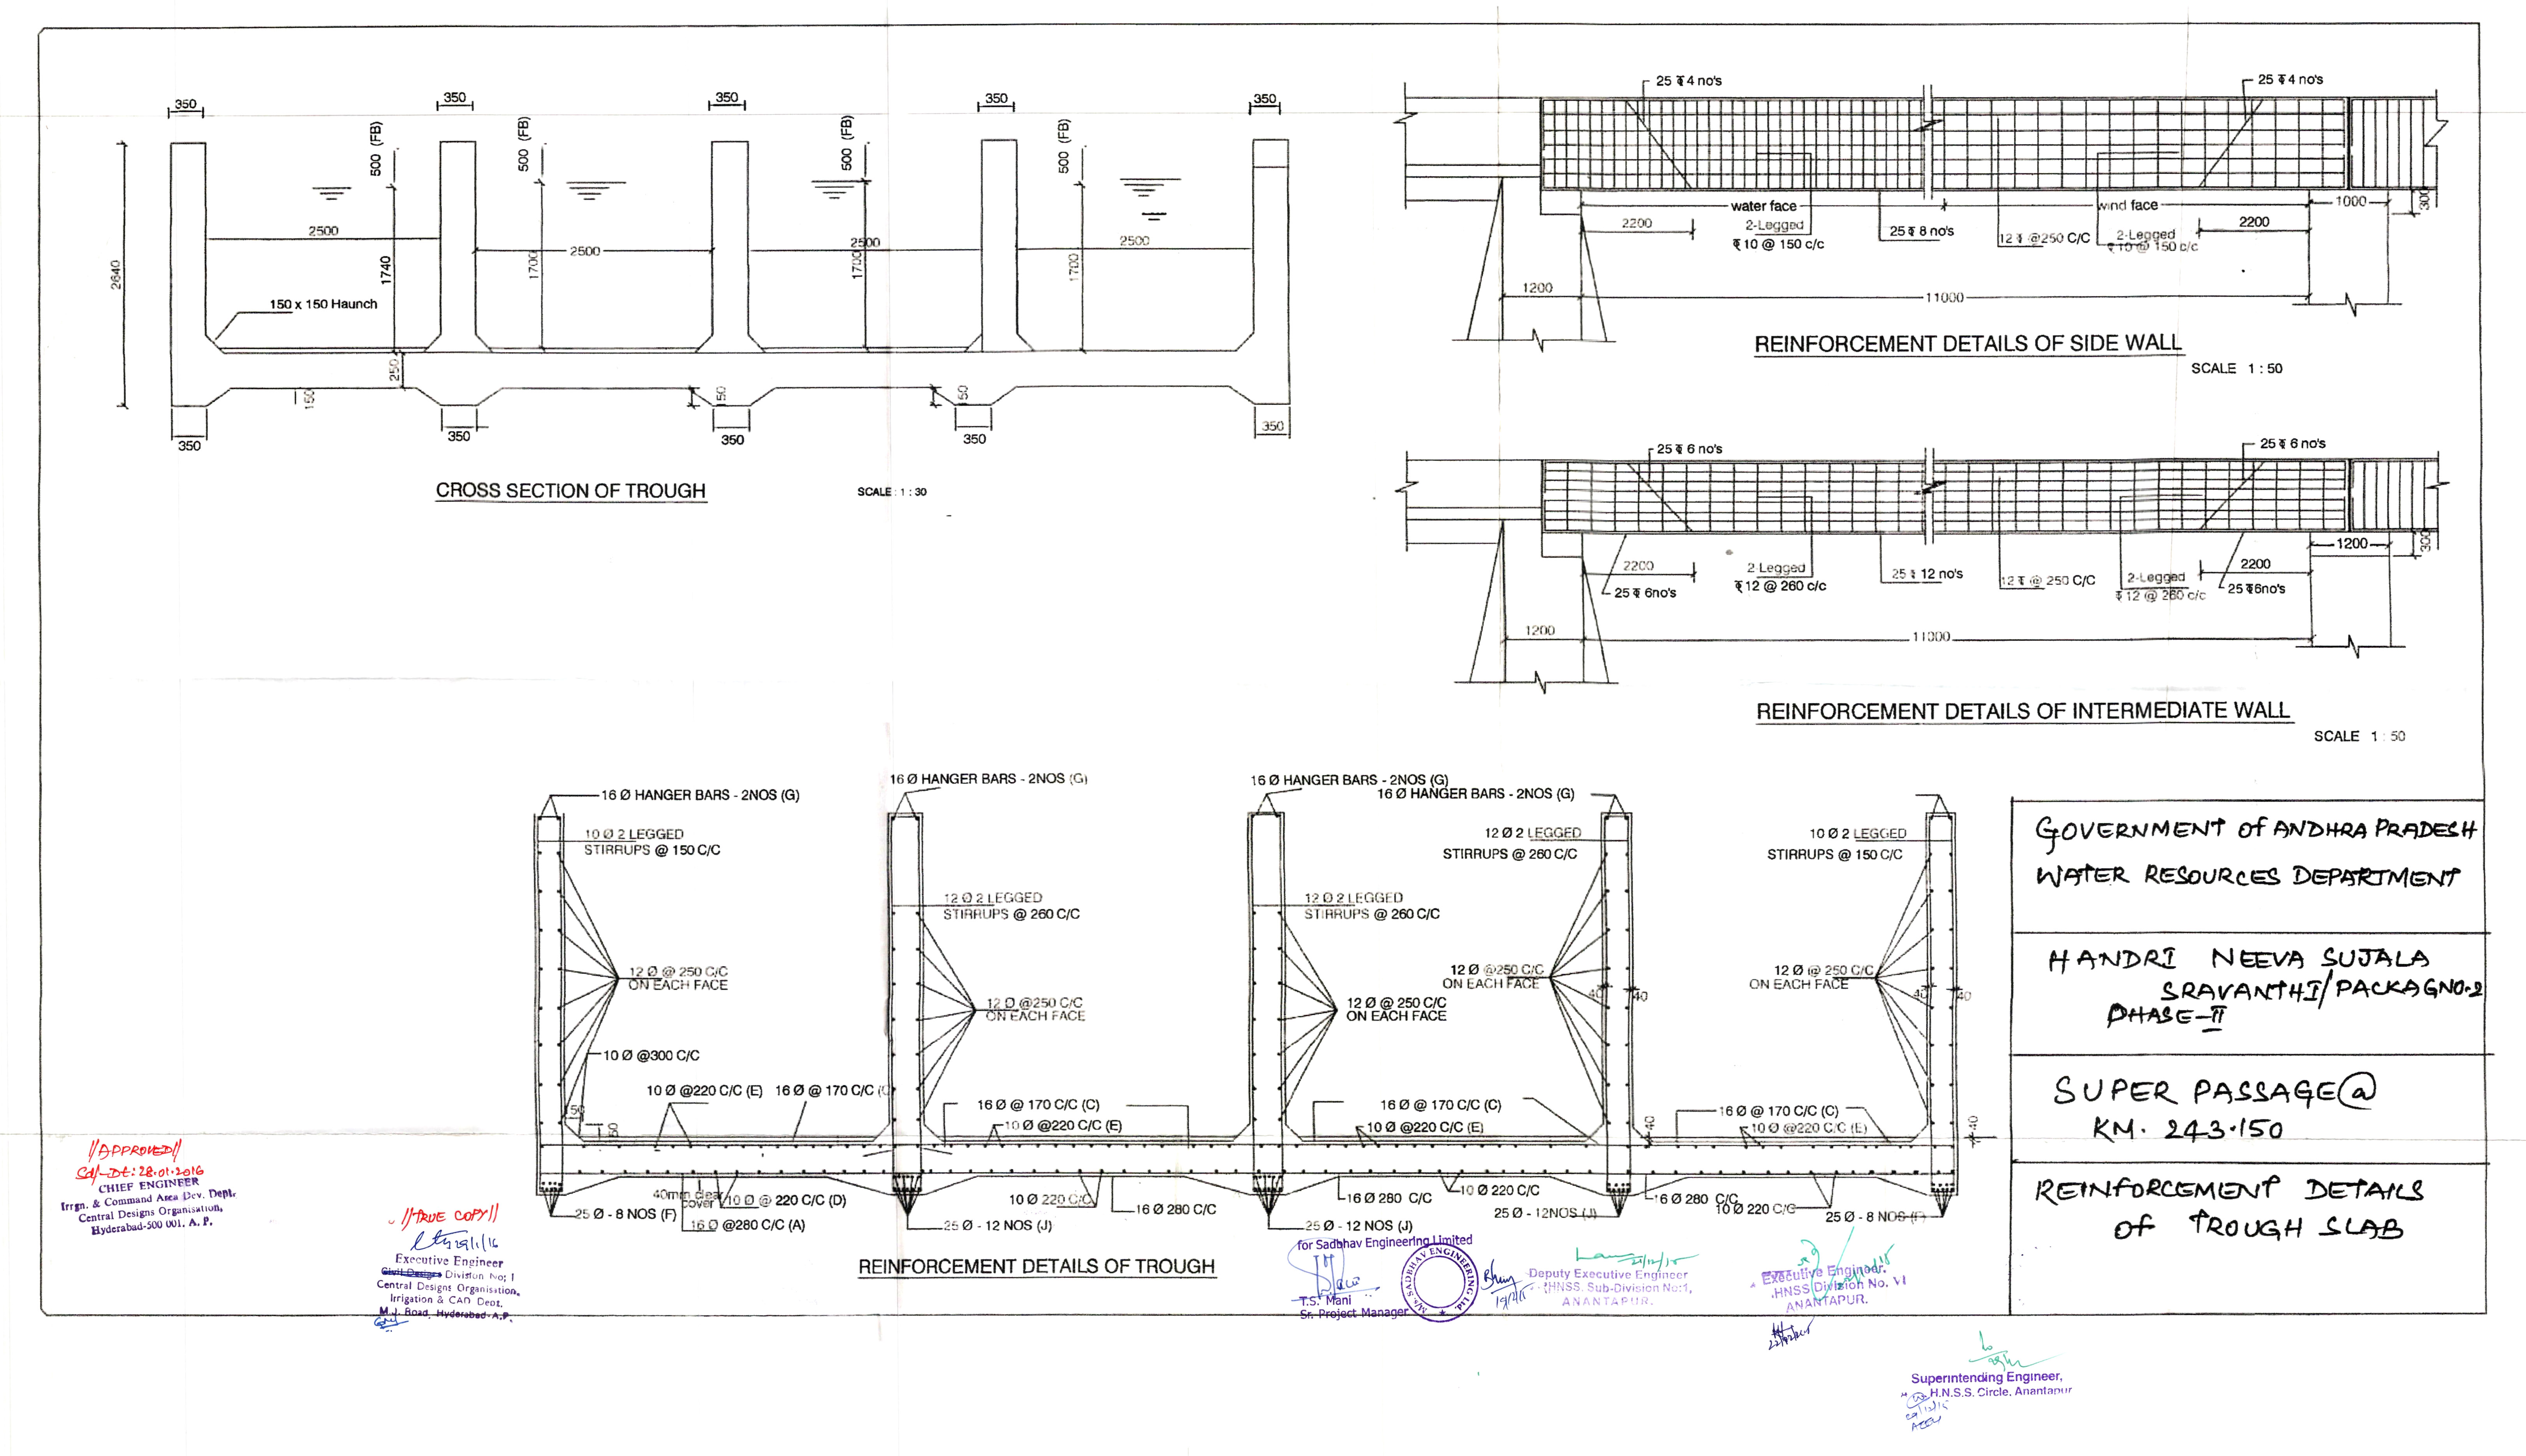 350
350
350
350
350
500 (FB)
500 (FB)
500 (FB)
500 (FB)
2500
2500
2500
2500
2640
1740
1700
1700
1700
150 x 150 Haunch
250
150
150
150
350
350
350
350
350
CROSS SECTION OF TROUGH
SCALE : 1 : 30
25 4 no's
25 4 no's
water face
wind face
2200
2-Legged
10 @ 150 c/c
25 8 no's
12 @250 C/C
2-Legged
10 @ 150 c/c
2200
1000
300
1200
11000
REINFORCEMENT DETAILS OF SIDE WALL
SCALE 1 : 50
25 6 no's
25 6 no's
2200
2-Legged
12 @ 260 c/c
25 12 no's
12 @ 250 C/C
2-Legged
12 @ 260 c/c
2200
1200
300
25 6no's
25 6no's
1200
11000
REINFORCEMENT DETAILS OF INTERMEDIATE WALL
SCALE 1 : 50
16 Ø HANGER BARS - 2NOS (G)
16 Ø HANGER BARS - 2NOS (G)
16 Ø HANGER BARS - 2NOS (G)
16 Ø HANGER BARS - 2NOS (G)
10 Ø 2 LEGGED
STIRRUPS @ 150 C/C
12 Ø 2 LEGGED
STIRRUPS @ 260 C/C
12 Ø 2 LEGGED
STIRRUPS @ 260 C/C
12 Ø 2 LEGGED
STIRRUPS @ 260 C/C
10 Ø 2 LEGGED
STIRRUPS @ 150 C/C
12 Ø @ 250 C/C
ON EACH FACE
12 Ø @250 C/C
ON EACH FACE
12 Ø @ 250 C/C
ON EACH FACE
12 Ø @250 C/C
ON EACH FACE
40
40
12 Ø @ 250 C/C
ON EACH FACE
40
40
10 Ø @300 C/C
10 Ø @220 C/C (E)
16 Ø @ 170 C/C (C
150
150
16 Ø @ 170 C/C (C)
10 Ø @220 C/C (E)
16 Ø @ 170 C/C (C)
10 Ø @220 C/C (E)
40
16 Ø @ 170 C/C (C)
10 Ø @220 C/C (E)
40
40mm clear
cover
10 Ø @ 220 C/C (D)
25 Ø - 8 NOS (F)
16 Ø @280 C/C (A)
25 Ø - 12 NOS (J)
10 Ø 220 C/C
16 Ø 280 C/C
25 Ø - 12 NOS (J)
16 Ø 280 C/C
10 Ø 220 C/C
25 Ø - 12NOS (J)
16 Ø 280 C/C
10 Ø 220 C/C
25 Ø - 8 NOS (F)
REINFORCEMENT DETAILS OF TROUGH
GOVERNMENT of ANDHRA PRADESH
WATER RESOURCES DEPARTMENT
HANDRI NEEVA SUJALA
SRAVANTHI/PACKAGNO.2
PHASE-II
SUPER PASSAGE@
KM. 243.150
REINFORCEMENT DETAILS
of TROUGH SLAB
//APPROVED//
Sd/-Dt: 28.01.2016
CHIEF ENGINEER
Irrgn. & Command Area Dev. Dept.
Central Designs Organisation,
Hyderabad-500 001. A. P.
//TRUE COPY//
29/1/16
Executive Engineer
Civil Designs Division No; 1
Central Designs Organisation,
Irrigation & CAD Dept.
M.J. Road, Hyderabad-A.P.
for Sadbhav Engineering Limited
T.S. Mani
Sr. Project Manager
M/s. SADBHAV ENGINEERING Ltd.
Deputy Executive Engineer
HNSS. Sub-Division No:1,
ANANTAPUR.
Executive Engineer.
HNSS Division No. VI
ANANTAPUR.
Superintending Engineer,
H.N.S.S. Circle, Anantapur